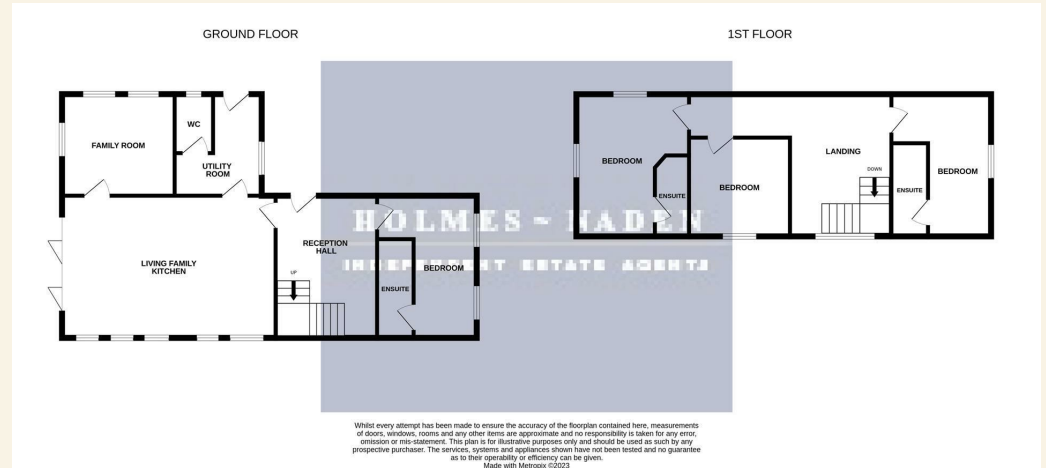 GROUND FLOOR
1ST FLOOR
WC
FAMILY ROOM
UTILITY
ROOM
LIVING FAMILY
KITCHEN
RECEPTION
HALL
UP
ENSUITE
BEDROOM
BEDROOM
ENSUITE
BEDROOM
LANDING
DOWN
ENSUITE
BEDROOM
HOLMES - NADEN
INDEPENDENT ESTATE AGENTS
Whilst every attempt has been made to ensure the accuracy of the floorplan contained here, measurements
of doors, windows, rooms and any other items are approximate and no responsibility is taken for any error,
omission or mis-statement. This plan is for illustrative purposes only and should be used as such by any
prospective purchaser. The services, systems and appliances shown have not been tested and no guarantee
as to their operability or efficiency can be given.
Made with Metropix ©2023